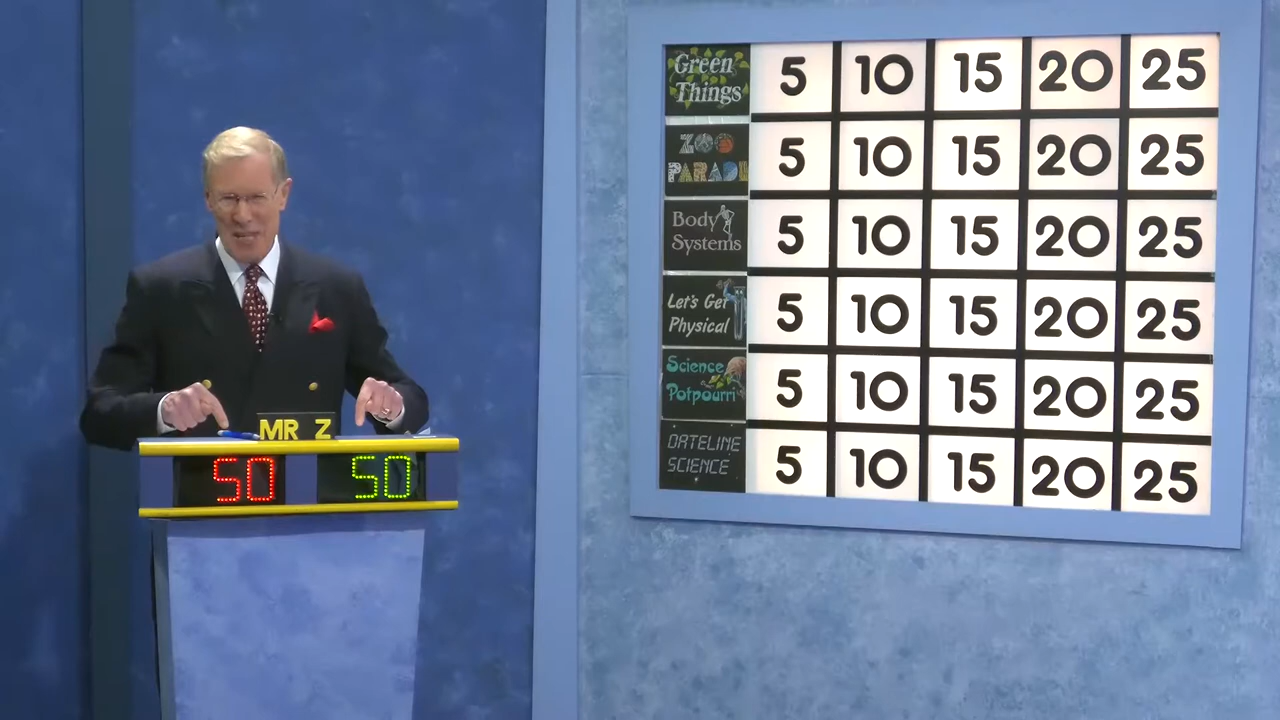 Green
Things
5 10 15 20 25
ZOO
PARADE
5 10 15 20 25
Body
Systems
5 10 15 20 25
Let's Get
Physical
5 10 15 20 25
Science
Potpourri
5 10 15 20 25
DATELINE
SCIENCE
5 10 15 20 25
MR Z
50 50